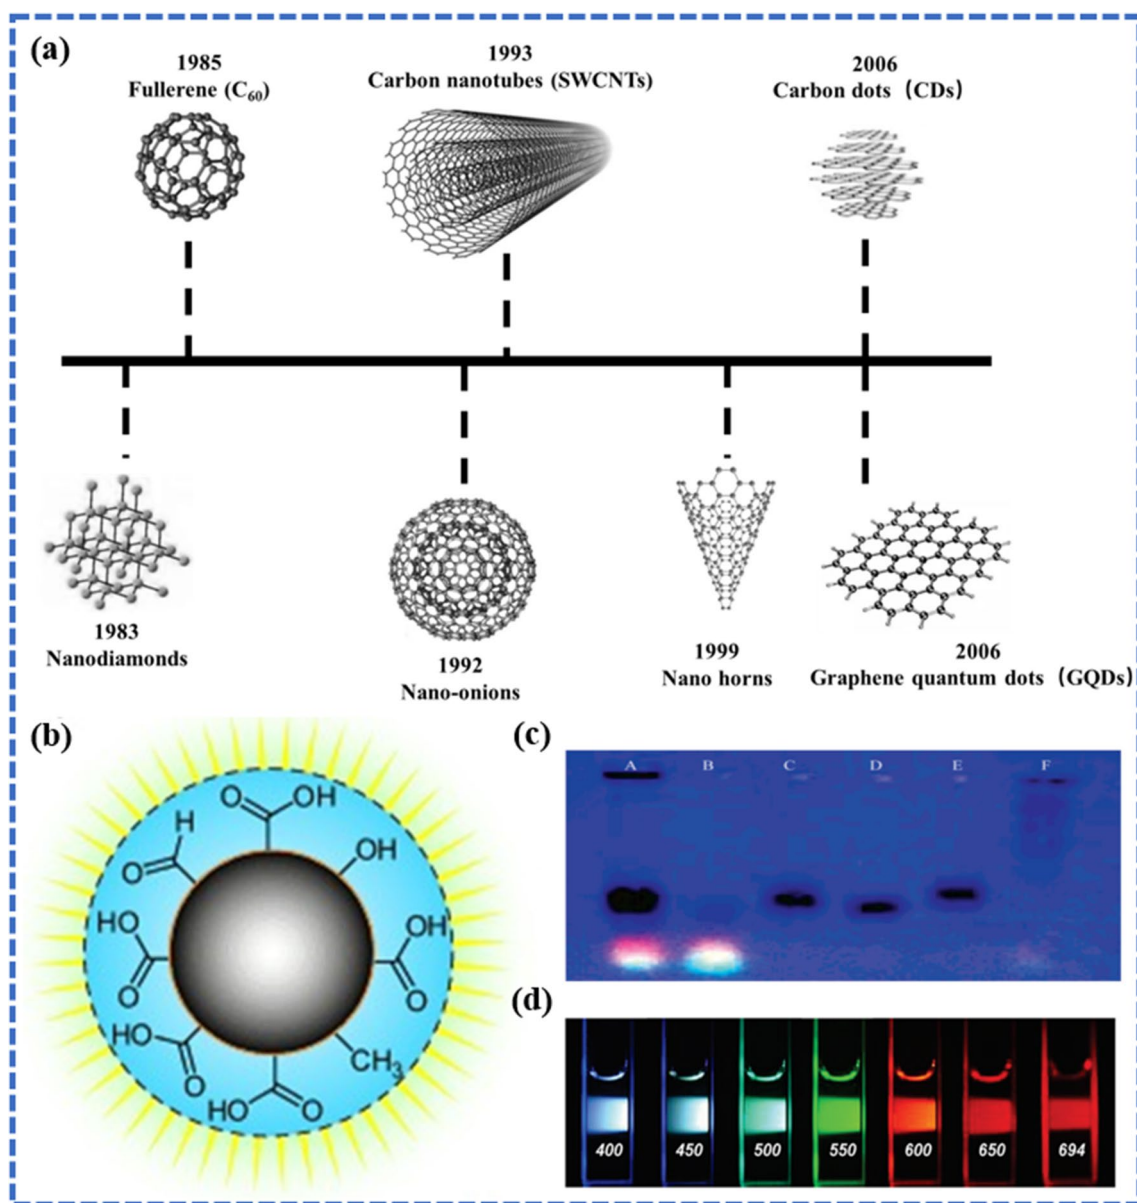 (a)
1985
Fullerene (C₆₀)
1993
Carbon nanotubes (SWCNTs)
2006
Carbon dots (CDs)
1983
Nanodiamonds
1992
Nano-onions
1999
Nano horns
2006
Graphene quantum dots (GQDs)
(b)
O
OH
H
O
OH
HO
O
OH
O
HO
O
HO
O
CH₃
(c)
A B C D E F
(d)
400 450 500 550 600 650 694